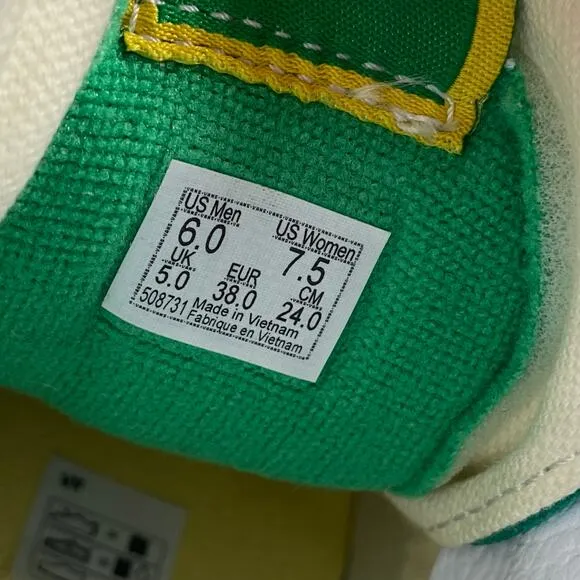 US Men US Women
6.0 7.5
UK EUR CM
5.0 38.0 24.0
508731 Made in Vietnam
Fabrique en Vietnam